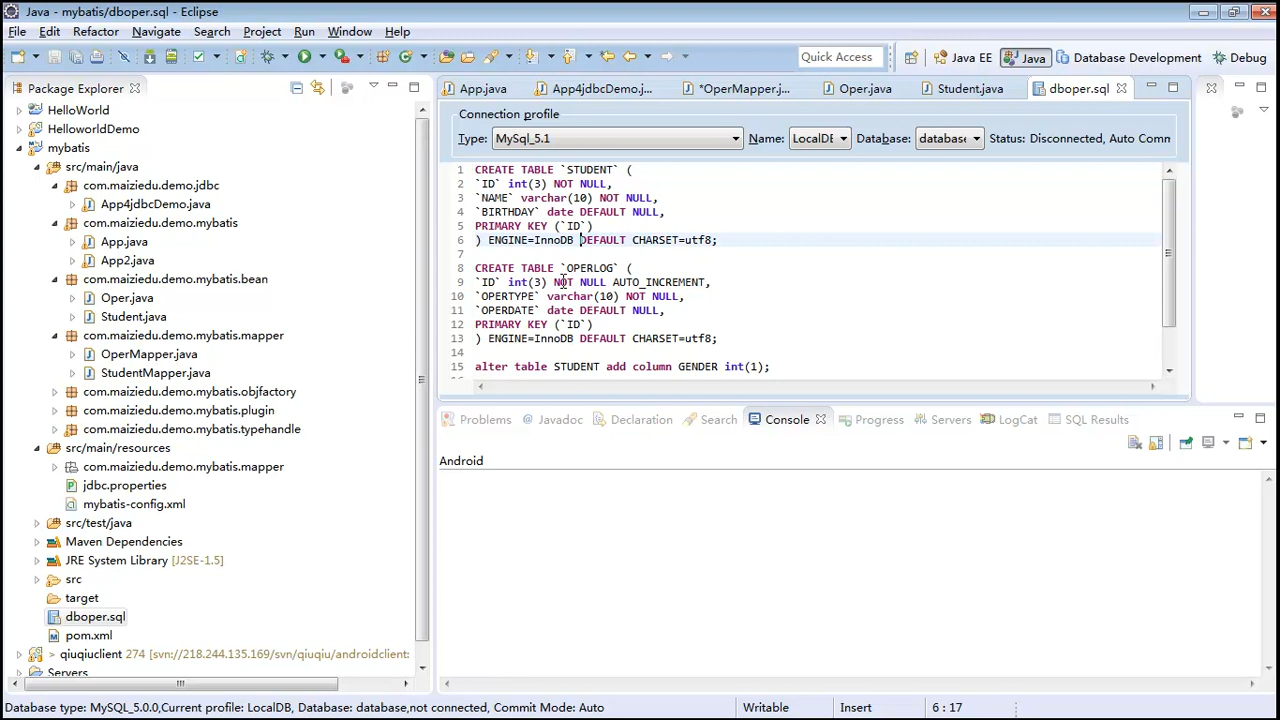 Java - mybatis/dboper.sql - Eclipse
File Edit Refactor Navigate Search Project Run Window Help
Quick Access
Java EE
Java
Database Development
Debug
Package Explorer
HelloWorld
HelloworldDemo
mybatis
src/main/java
com.maiziedu.demo.jdbc
App4jdbcDemo.java
com.maiziedu.demo.mybatis
App.java
App2.java
com.maiziedu.demo.mybatis.bean
Oper.java
Student.java
com.maiziedu.demo.mybatis.mapper
OperMapper.java
StudentMapper.java
com.maiziedu.demo.mybatis.objfactory
com.maiziedu.demo.mybatis.plugin
com.maiziedu.demo.mybatis.typehandle
src/main/resources
com.maiziedu.demo.mybatis.mapper
jdbc.properties
mybatis-config.xml
src/test/java
Maven Dependencies
JRE System Library [J2SE-1.5]
src
target
dboper.sql
pom.xml
> qiuqiuclient 274 [svn://218.244.135.169/svn/qiuqiu/androidclient:
Servers
App.java
App4jdbcDemo.j...
*OperMapper.j...
Oper.java
Student.java
dboper.sql
Connection profile
Type: MySql_5.1 Name: LocalDB Database: database Status: Disconnected, Auto Comm
1 CREATE TABLE `STUDENT` (
2 `ID` int(3) NOT NULL,
3 `NAME` varchar(10) NOT NULL,
4 `BIRTHDAY` date DEFAULT NULL,
5 PRIMARY KEY (`ID`)
6 ) ENGINE=InnoDB DEFAULT CHARSET=utf8;
7
8 CREATE TABLE `OPERLOG` (
9 `ID` int(3) NOT NULL AUTO_INCREMENT,
10 `OPERTYPE` varchar(10) NOT NULL,
11 `OPERDATE` date DEFAULT NULL,
12 PRIMARY KEY (`ID`)
13 ) ENGINE=InnoDB DEFAULT CHARSET=utf8;
14
15 alter table STUDENT add column GENDER int(1);
Problems
Javadoc
Declaration
Search
Console
Progress
Servers
LogCat
SQL Results
Android
Database type: MySQL_5.0.0,Current profile: LocalDB, Database: database,not connected, Commit Mode: Auto
Writable
Insert
6 : 17